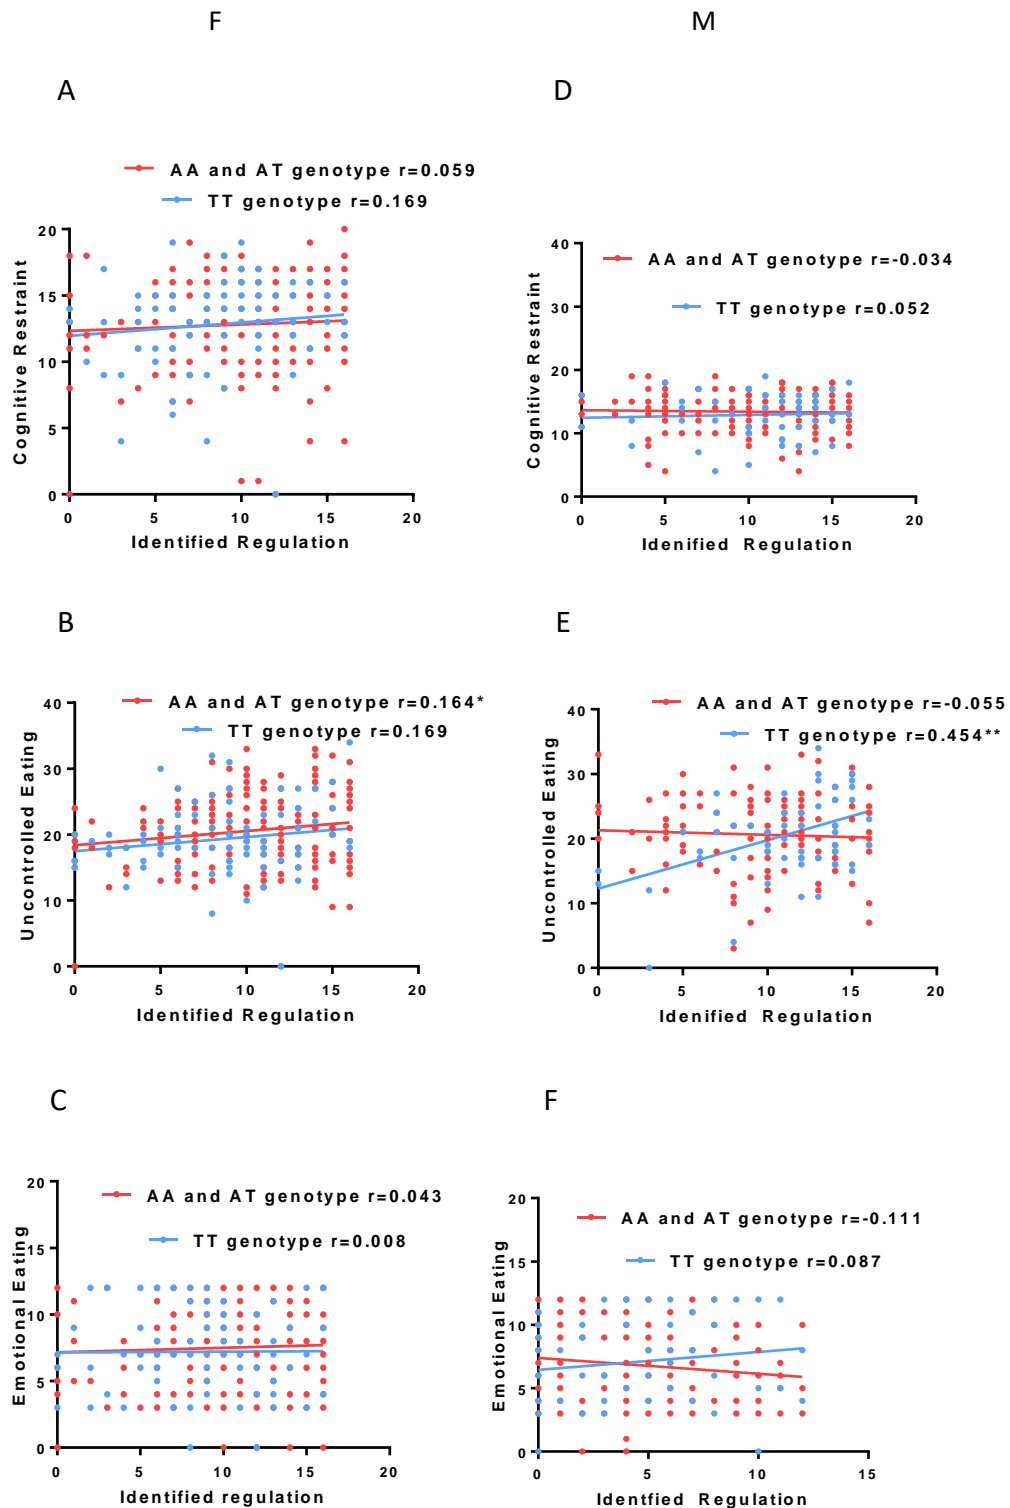 F
M
A
AA and AT genotype r=0.059
TT genotype r=0.169
20
15
10
5
0
Cognitive Restraint
0 5 10 15 20
Identified Regulation
D
40
30
20
10
0
AA and AT genotype r=-0.034
TT genotype r=0.052
Cognitive Restraint
0 5 10 15 20
Idenified Regulation
B
AA and AT genotype r=0.164*
TT genotype r=0.169
40
30
20
10
0
Uncontrolled Eating
0 5 10 15 20
Identified Regulation
E
AA and AT genotype r=-0.055
TT genotype r=0.454**
40
30
20
10
0
Uncontrolled Eating
0 5 10 15 20
Idenified Regulation
C
20
15
10
5
0
AA and AT genotype r=0.043
TT genotype r=0.008
Emotional Eating
0 5 10 15 20
Identified regulation
F
20
15
10
5
0
AA and AT genotype r=-0.111
TT genotype r=0.087
Emotional Eating
0 5 10 15
Identified Regulation